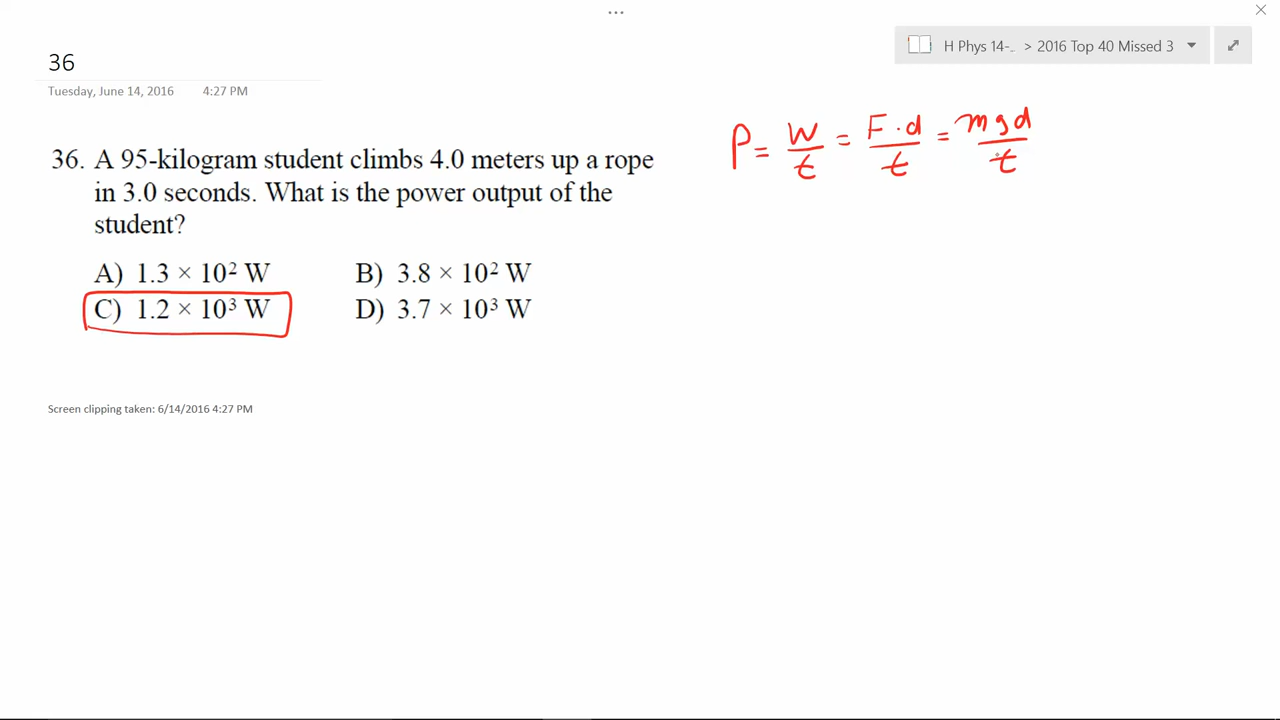 ...
36
H Phys 14-.. > 2016 Top 40 Missed 3
Tuesday, June 14, 2016 4:27 PM
P = W/t = F·d/t = mgd/t
36. A 95-kilogram student climbs 4.0 meters up a rope
in 3.0 seconds. What is the power output of the
student?
A) 1.3 × 10² W B) 3.8 × 10² W
C) 1.2 × 10³ W D) 3.7 × 10³ W
Screen clipping taken: 6/14/2016 4:27 PM